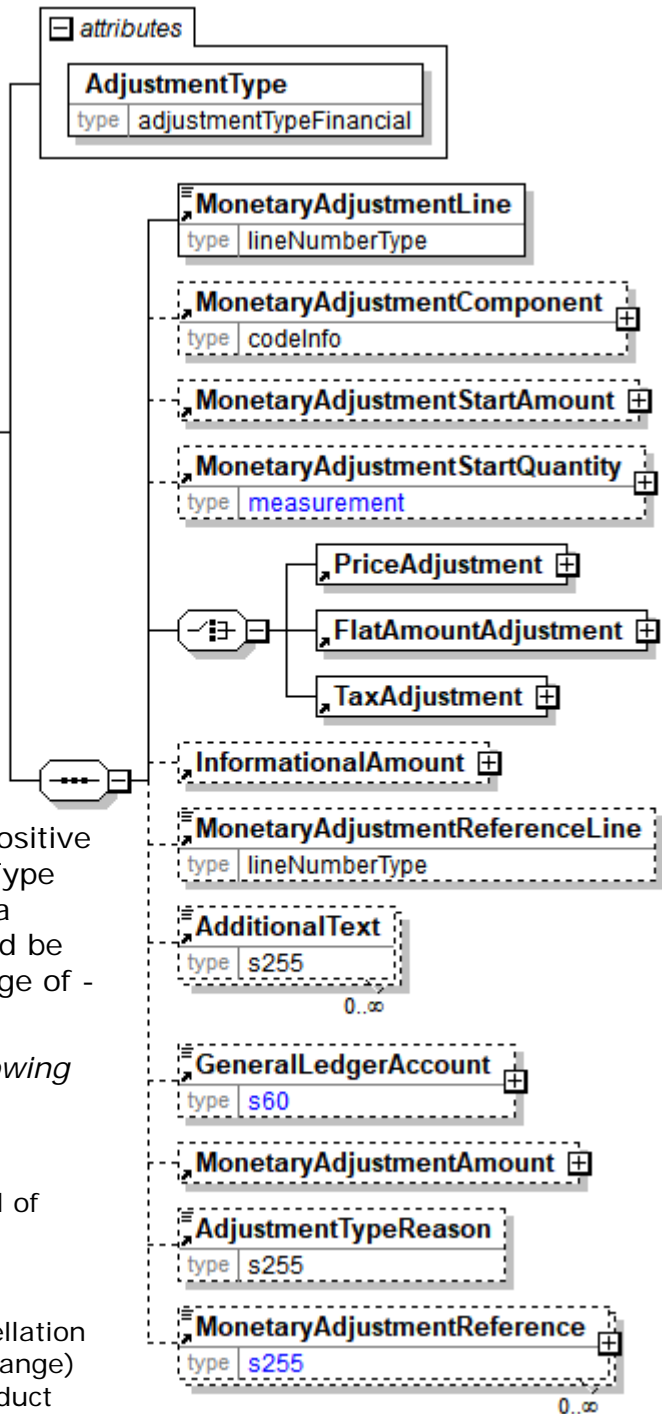 attributes
AdjustmentType
type adjustmentTypeFinancial
MonetaryAdjustmentLine
type lineNumberType
MonetaryAdjustmentComponent
type codeInfo
MonetaryAdjustmentStartAmount
MonetaryAdjustmentStartQuantity
type measurement
PriceAdjustment
FlatAmountAdjustment
TaxAdjustment
InformationalAmount
MonetaryAdjustmentReferenceLine
type lineNumberType
AdditionalText
type s255
0..∞
GeneralLedgerAccount
type s60
MonetaryAdjustmentAmount
AdjustmentTypeReason
type s255
MonetaryAdjustmentReference
type s255
0..∞
ositive
ype
a
d be
ge of -
owing
l of
ellation
ange)
duct